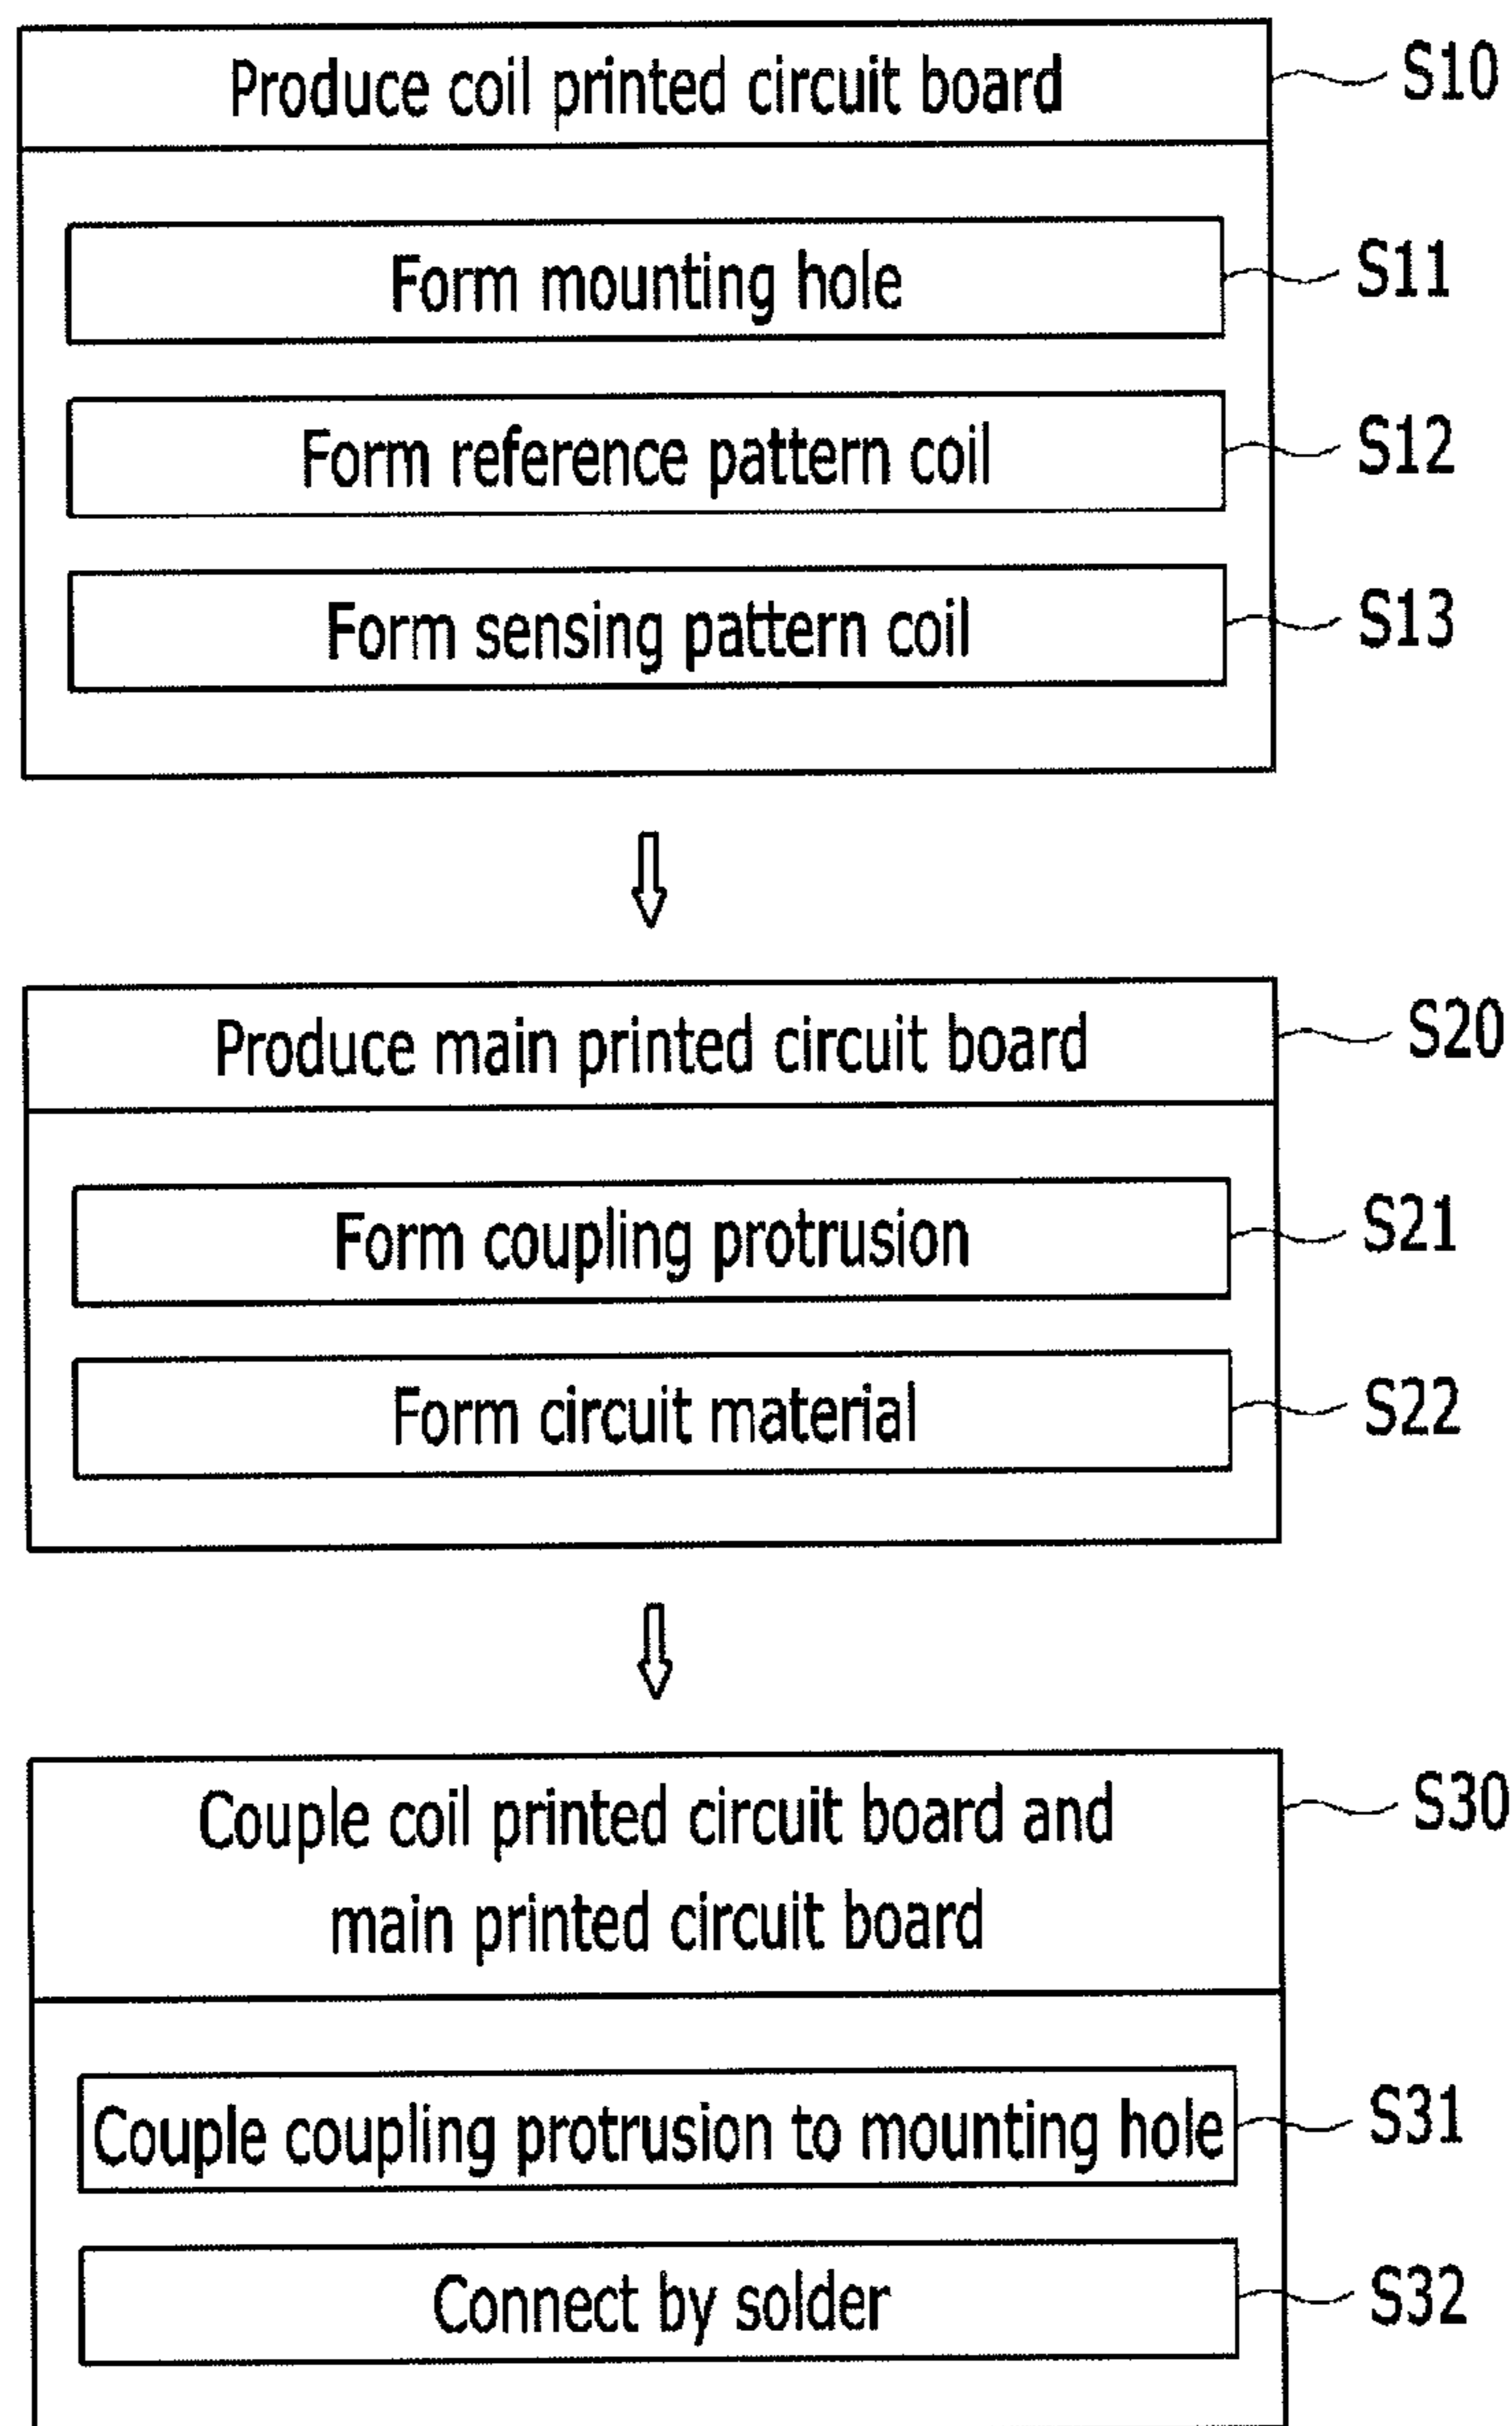 Produce coil printed circuit board S10
Form mounting hole S11
Form reference pattern coil S12
Form sensing pattern coil S13
Produce main printed circuit board S20
Form coupling protrusion S21
Form circuit material S22
Couple coil printed circuit board and S30
main printed circuit board
Couple coupling protrusion to mounting hole S31
Connect by solder S32